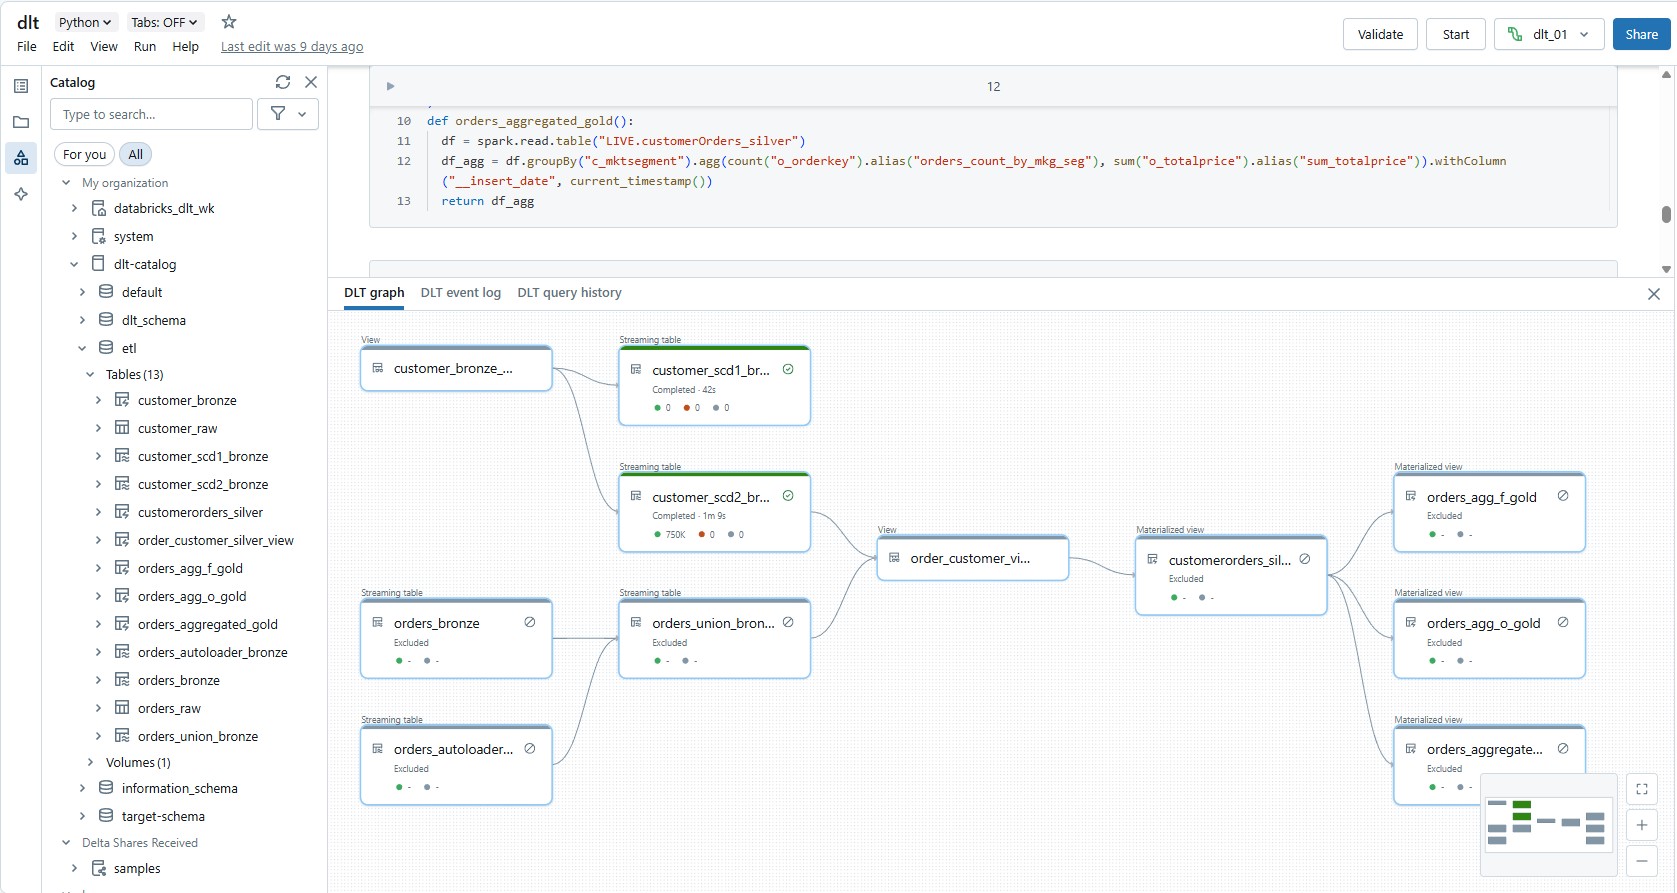 dlt Python Tabs: OFF
File Edit View Run Help Last edit was 9 days ago
Validate Start dlt_01 Share
Catalog
Type to search...
For you All
My organization
databricks_dlt_wk
system
dlt-catalog
default
dlt_schema
etl
Tables (13)
customer_bronze
customer_raw
customer_scd1_bronze
customer_scd2_bronze
customerorders_silver
order_customer_silver_view
orders_agg_f_gold
orders_agg_o_gold
orders_aggregated_gold
orders_autoloader_bronze
orders_bronze
orders_raw
orders_union_bronze
Volumes (1)
information_schema
target-schema
Delta Shares Received
samples
12
10 def orders_aggregated_gold():
11 df = spark.read.table("LIVE.customerOrders_silver")
12 df_agg = df.groupBy("c_mktsegment").agg(count("o_orderkey").alias("orders_count_by_mkg_seg"), sum("o_totalprice").alias("sum_totalprice")).withColumn
("__insert_date", current_timestamp())
13 return df_agg
DLT graph DLT event log DLT query history
View
customer_bronze_...
Streaming table
customer_scd1_br...
Completed - 42s
0 0 0
Streaming table
customer_scd2_br...
Completed - 1m 9s
750K 0 0
Streaming table
orders_bronze
Excluded
- -
Streaming table
orders_union_bron...
Excluded
- -
Streaming table
orders_autoloader...
Excluded
- -
View
order_customer_vi...
Materialized view
customerorders_sil...
Excluded
- -
Materialized view
orders_agg_f_gold
Excluded
- -
Materialized view
orders_agg_o_gold
Excluded
- -
Materialized view
orders_aggregate...
Excluded
- -